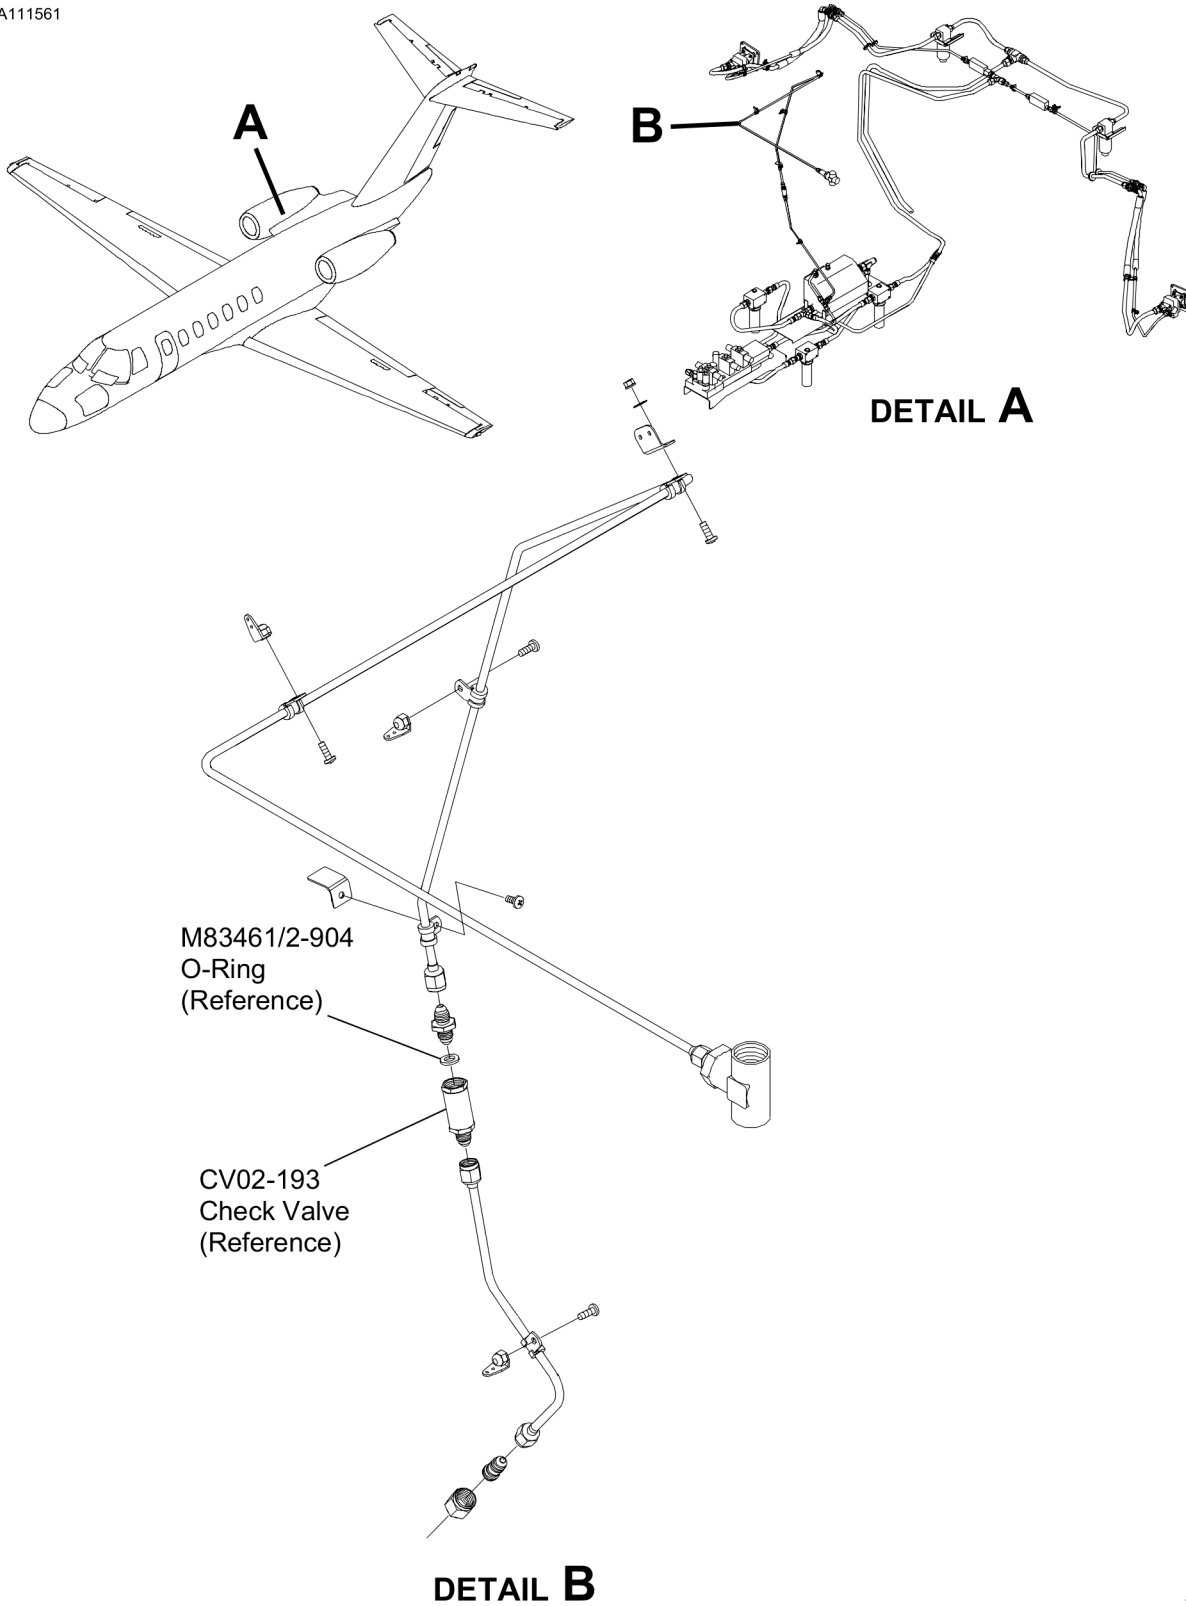 A111561
A
B
DETAIL A
M83461/2-904
O-Ring
(Reference)
CV02-193
Check Valve
(Reference)
DETAIL B